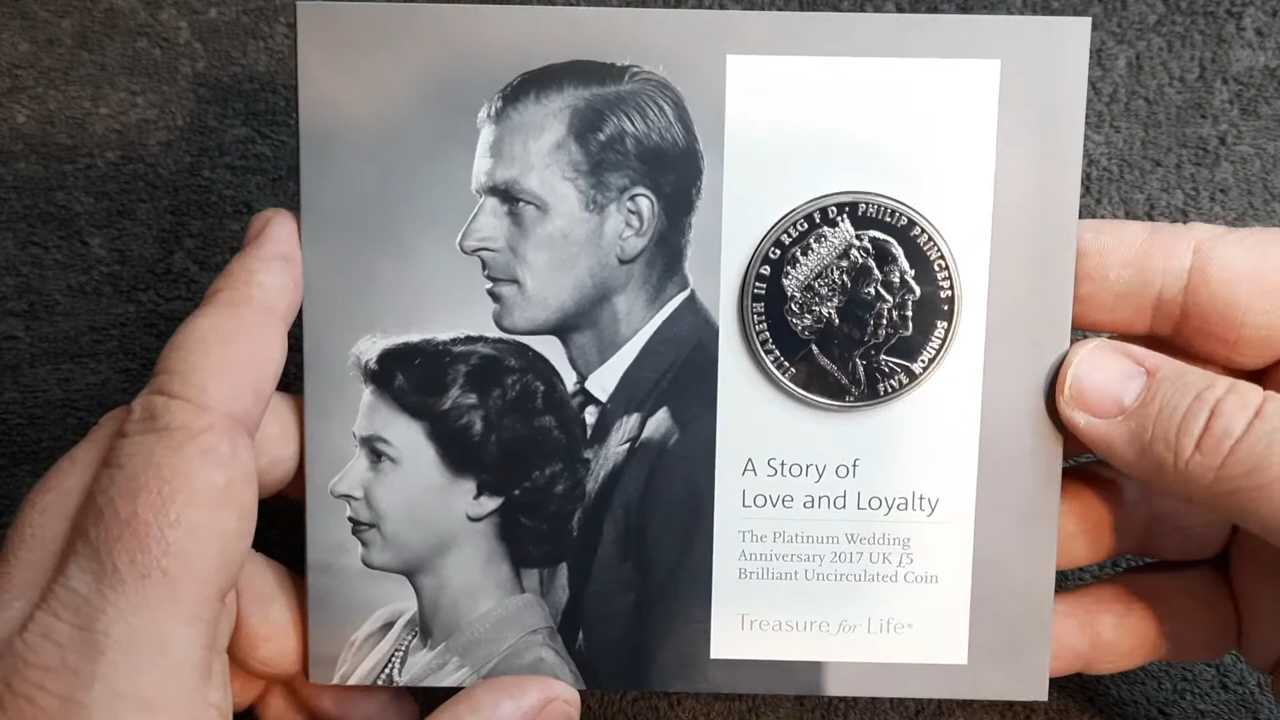 ELIZABETH II D G REG F D · PHILIP PRINCEPS ·
FIVE POUNDS
A Story of
Love and Loyalty
The Platinum Wedding
Anniversary 2017 UK £5
Brilliant Uncirculated Coin
Treasure for Life®